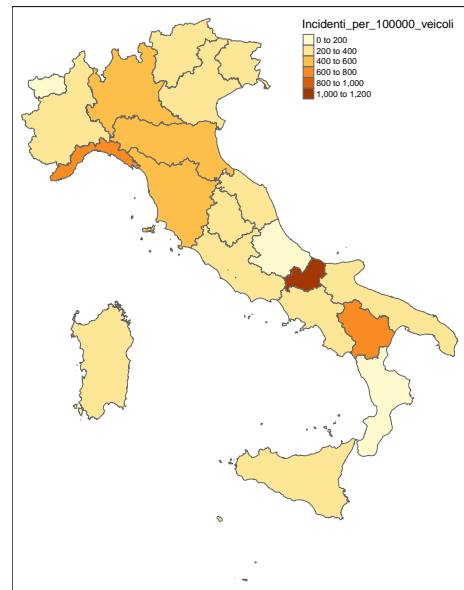 Incidenti_per_100000_veicoli
0 to 200
200 to 400
400 to 600
600 to 800
800 to 1,000
1,000 to 1,200